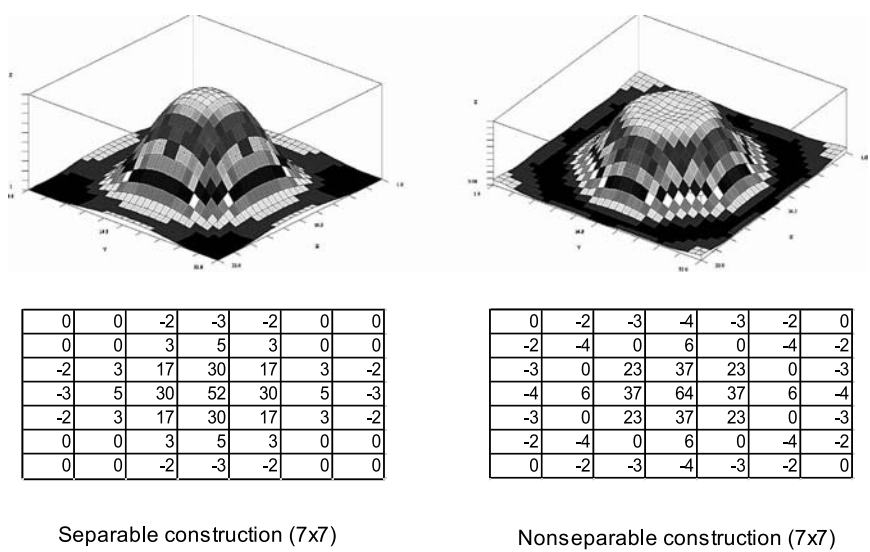 0 0 -2 -3 -2 0 0
0 0 3 5 3 0 0
-2 3 17 30 17 3 -2
-3 5 30 52 30 5 -3
-2 3 17 30 17 3 -2
0 0 3 5 3 0 0
0 0 -2 -3 -2 0 0
0 -2 -3 -4 -3 -2 0
-2 -4 0 6 0 -4 -2
-3 0 23 37 23 0 -3
-4 6 37 64 37 6 -4
-3 0 23 37 23 0 -3
-2 -4 0 6 0 -4 -2
0 -2 -3 -4 -3 -2 0
Separable construction (7x7)
Nonseparable construction (7x7)